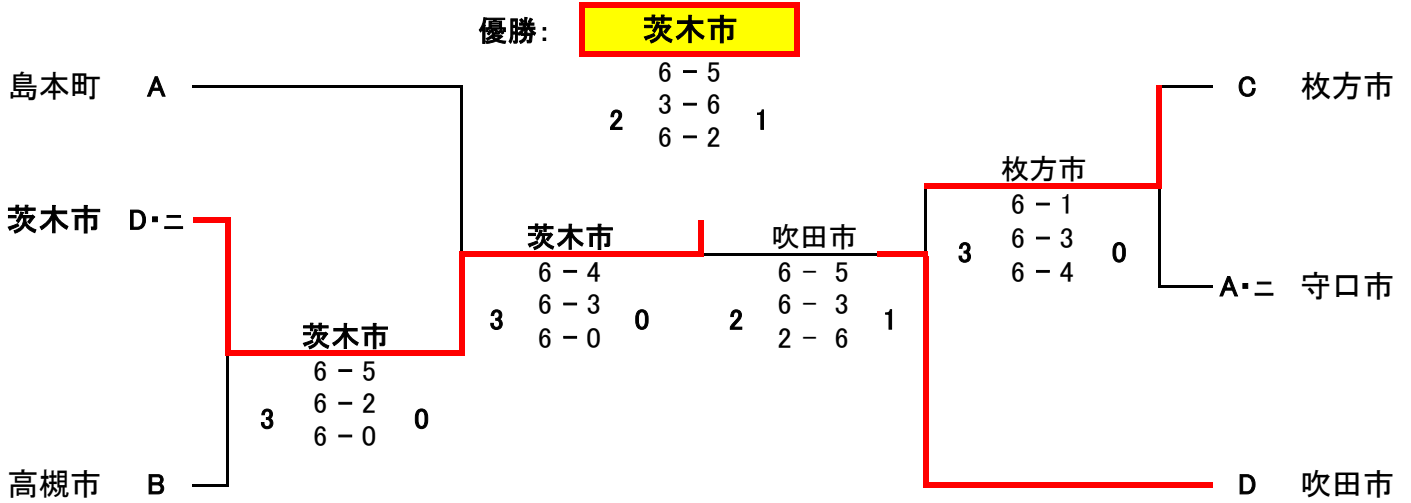 優勝: 茨木市
6 − 5
3 − 6
6 − 2
2 1
島本町 A
茨木市 D・ニ
高槻市 B
茨木市
6 − 5
6 − 2
6 − 0
3 0
茨木市
6 − 4
6 − 3
6 − 0
3 0
吹田市
6 − 5
6 − 3
2 − 6
2 1
枚方市
6 − 1
6 − 3
6 − 4
3 0
C 枚方市
A・ニ 守口市
D 吹田市